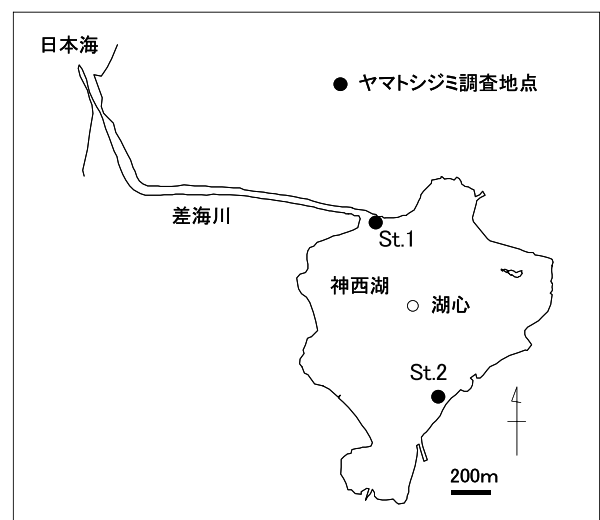 日本海
ヤマトシジミ調査地点
差海川
St.1
神西湖
湖心
St.2
200m